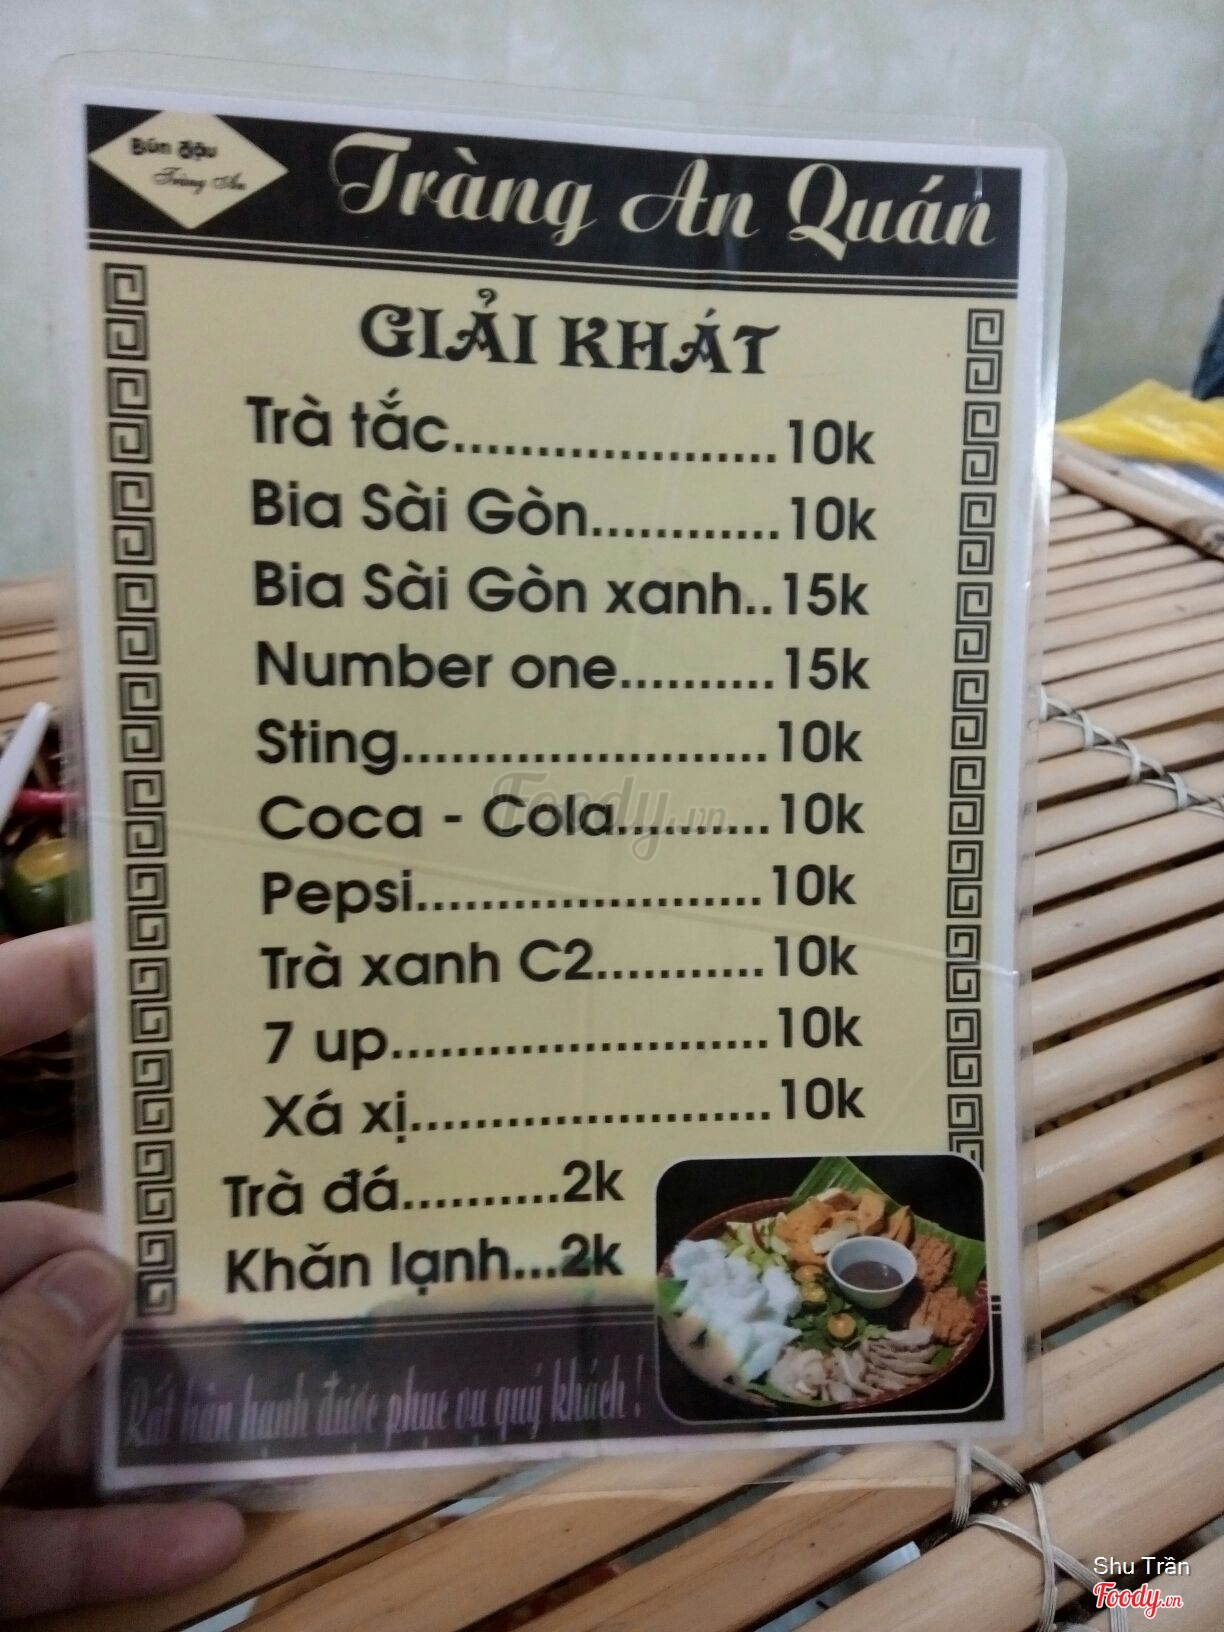 Bún Đậu
Tràng An
Tràng An Quán
GIẢI KHÁT
Trà tắc....................10k
Bia Sài Gòn............10k
Bia Sài Gòn xanh..15k
Number one..........15k
Sting.......................10k
Coca - Cola..........10k
Pepsi......................10k
Trà xanh C2...........10k
7 up........................10k
Xá xị.......................10k
Trà đá..........2k
Khăn lạnh...2k
Rất hân hạnh được phục vụ quý khách !
Foody.vn
Shu Trần
Foody.vn